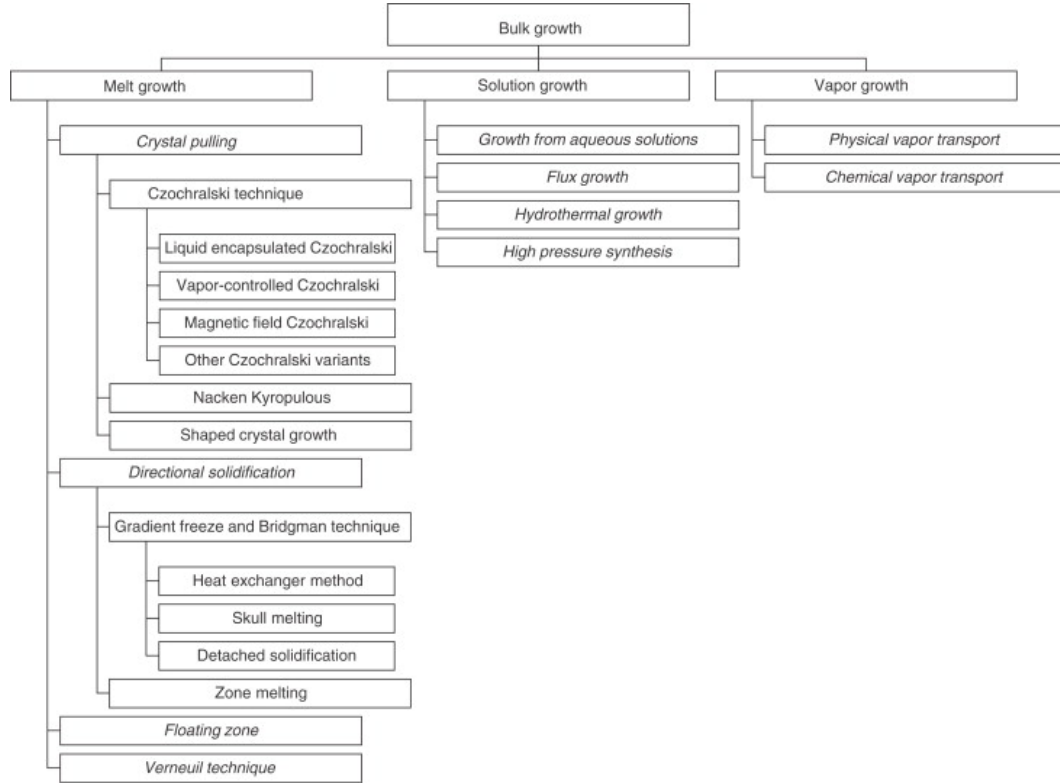 Bulk growth
Melt growth
Solution growth
Vapor growth
Crystal pulling
Czochralski technique
Liquid encapsulated Czochralski
Vapor-controlled Czochralski
Magnetic field Czochralski
Other Czochralski variants
Nacken Kyropulous
Shaped crystal growth
Directional solidification
Gradient freeze and Bridgman technique
Heat exchanger method
Skull melting
Detached solidification
Zone melting
Floating zone
Verneuil technique
Growth from aqueous solutions
Flux growth
Hydrothermal growth
High pressure synthesis
Physical vapor transport
Chemical vapor transport